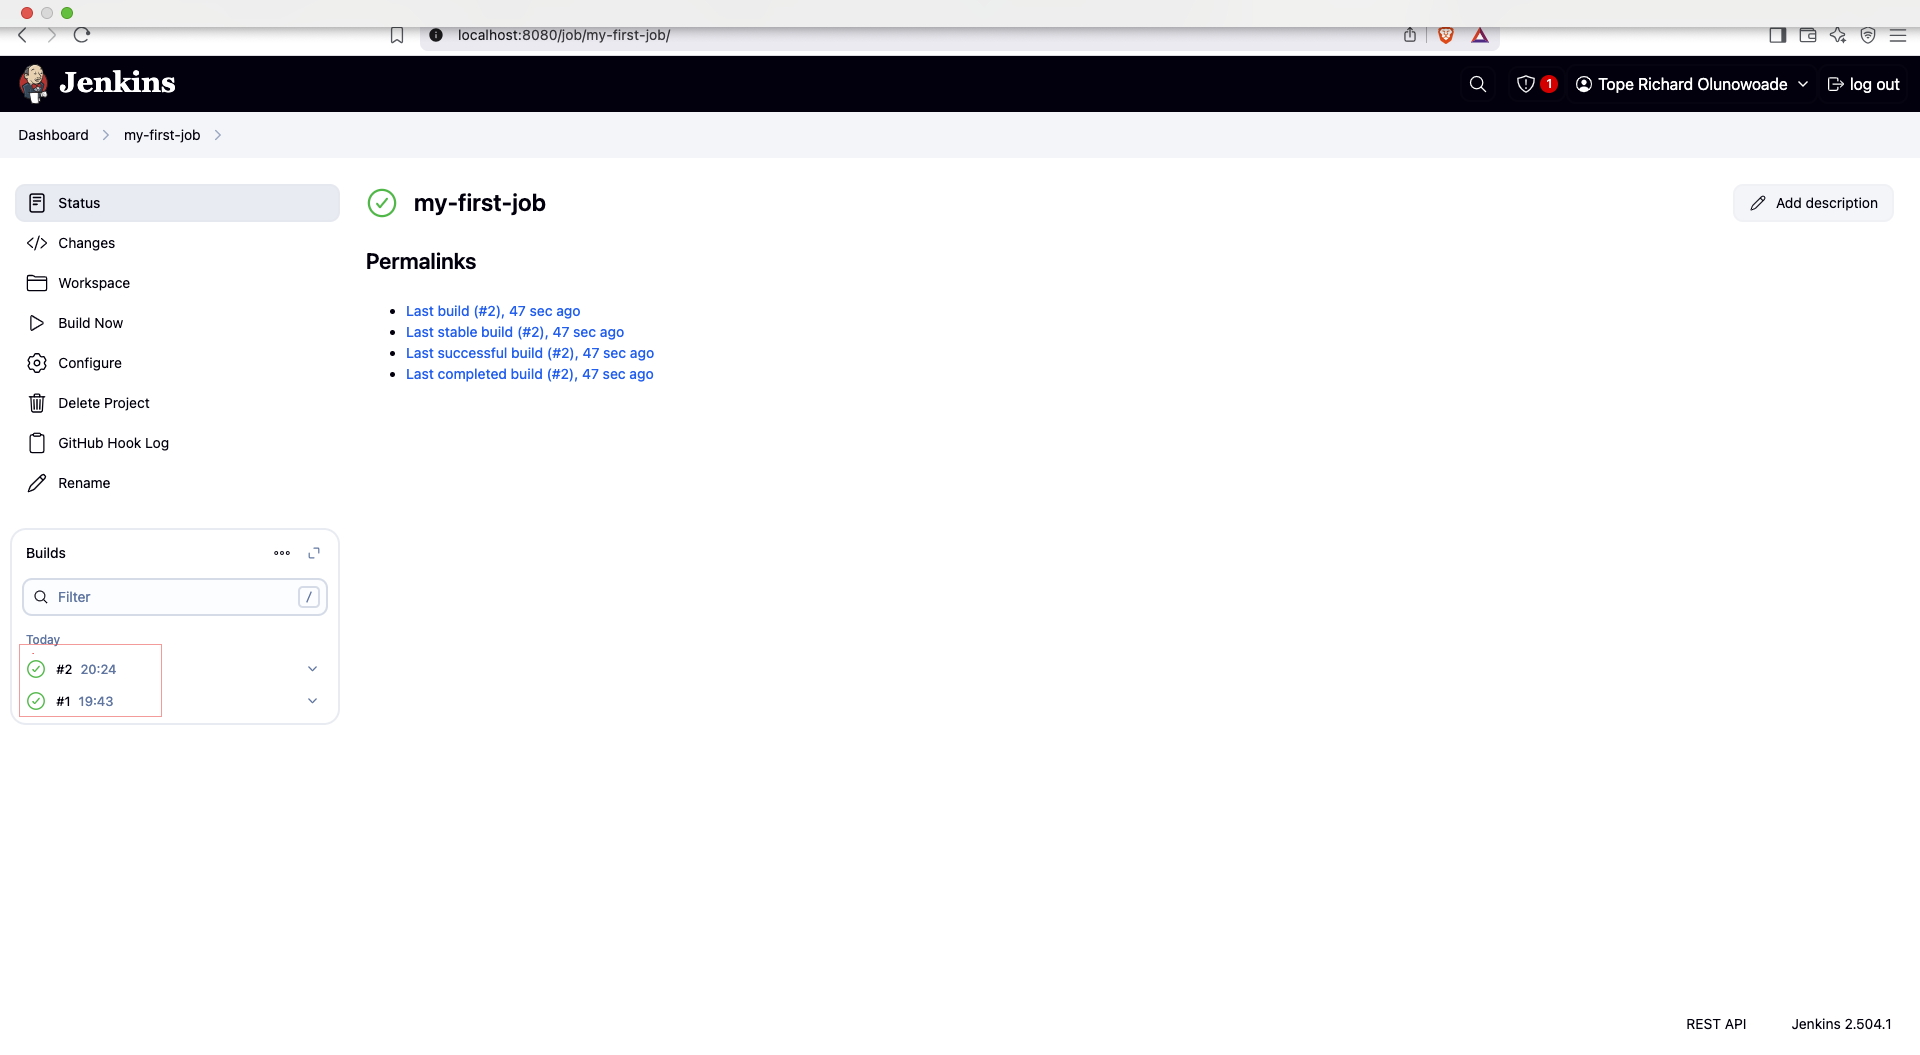 localhost:8080/job/my-first-job/
Jenkins
1
Tope Richard Olunowoade
log out
Dashboard
my-first-job
Status
Changes
Workspace
Build Now
Configure
Delete Project
GitHub Hook Log
Rename
Builds
Filter
/
Today
#2 20:24
#1 19:43
my-first-job
Add description
Permalinks
Last build (#2), 47 sec ago
Last stable build (#2), 47 sec ago
Last successful build (#2), 47 sec ago
Last completed build (#2), 47 sec ago
REST API
Jenkins 2.504.1